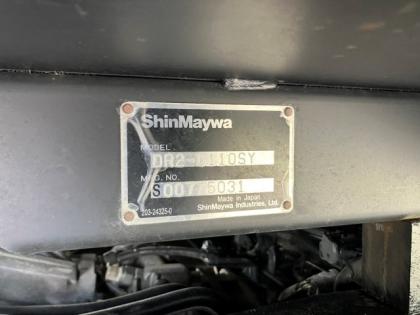 ShinMaywa
MODEL
MFG. NO.
Made in Japan
203-24325-0 ShinMaywa Industries, Ltd.